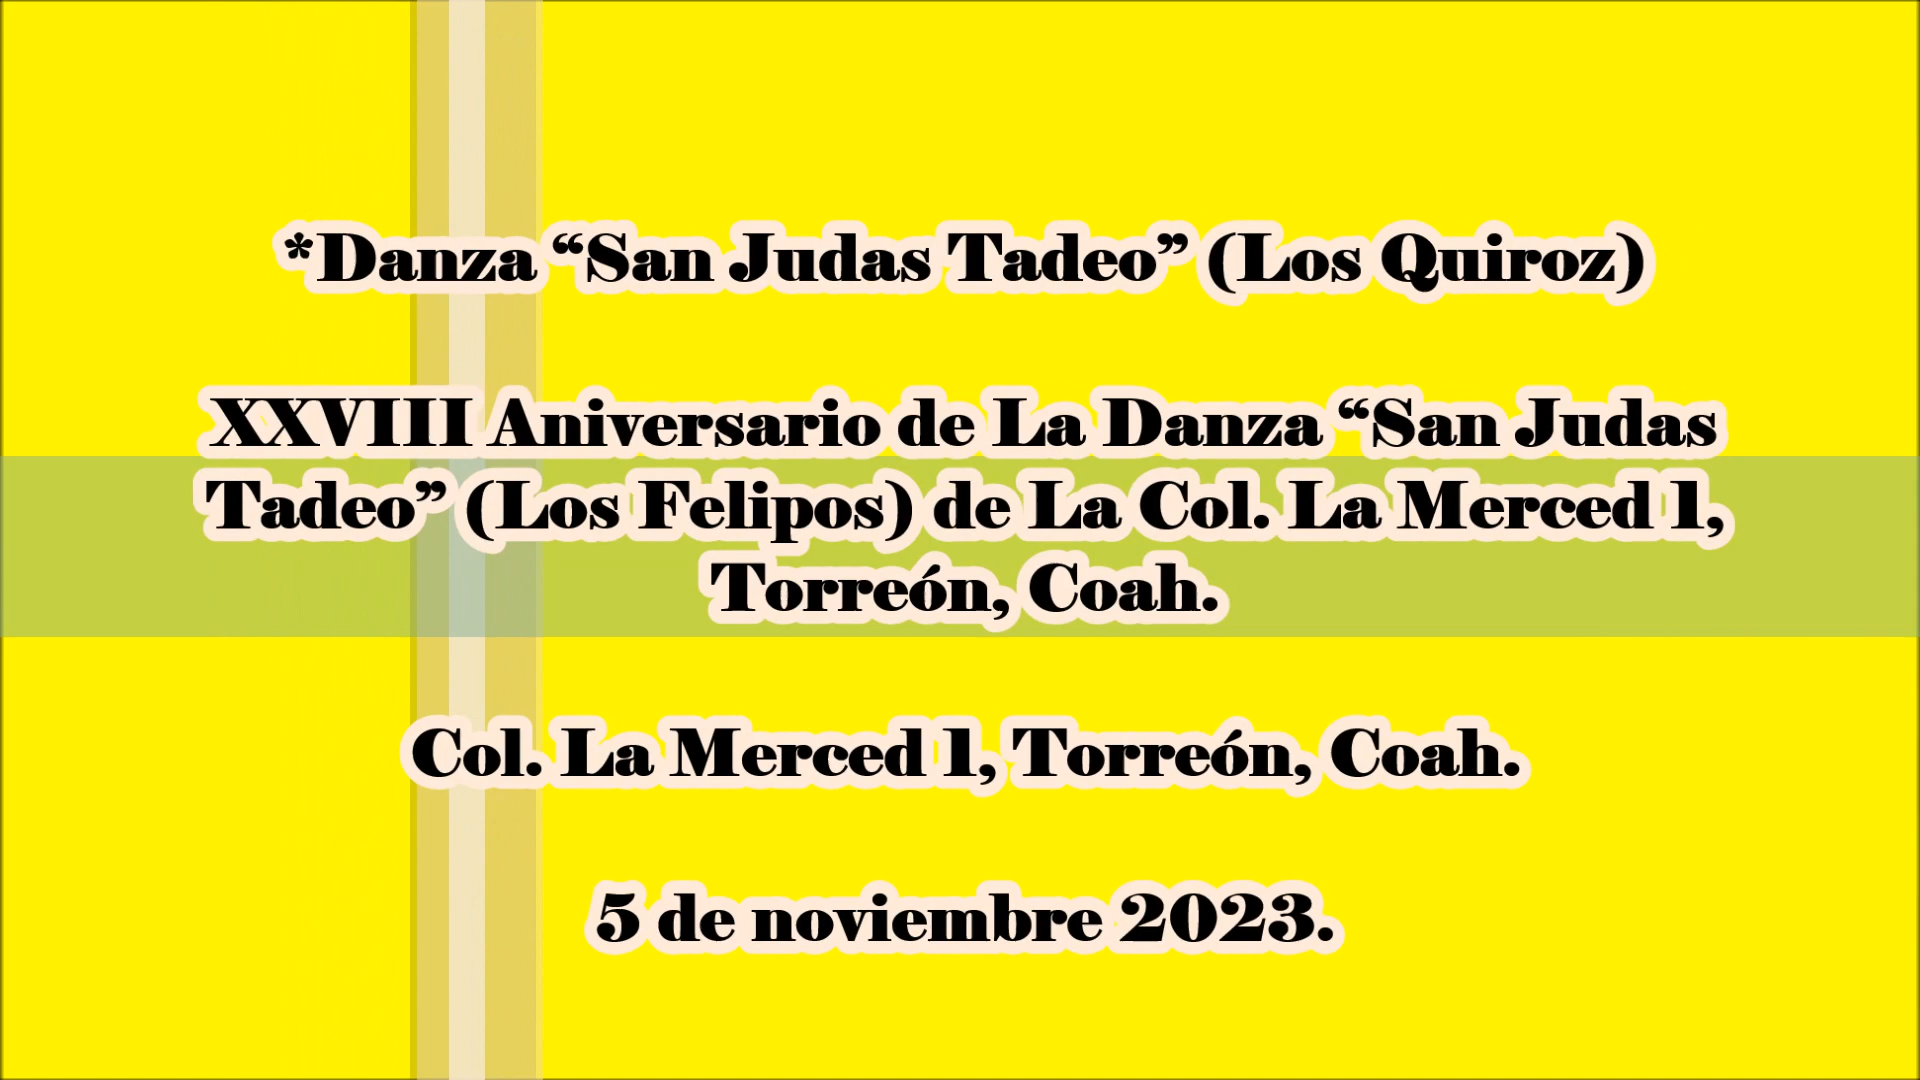 *Danza “San Judas Tadeo” (Los Quiroz)
XXVIII Aniversario de La Danza “San Judas
Tadeo” (Los Felipos) de La Col. La Merced 1,
Torreón, Coah.
Col. La Merced 1, Torreón, Coah.
5 de noviembre 2023.